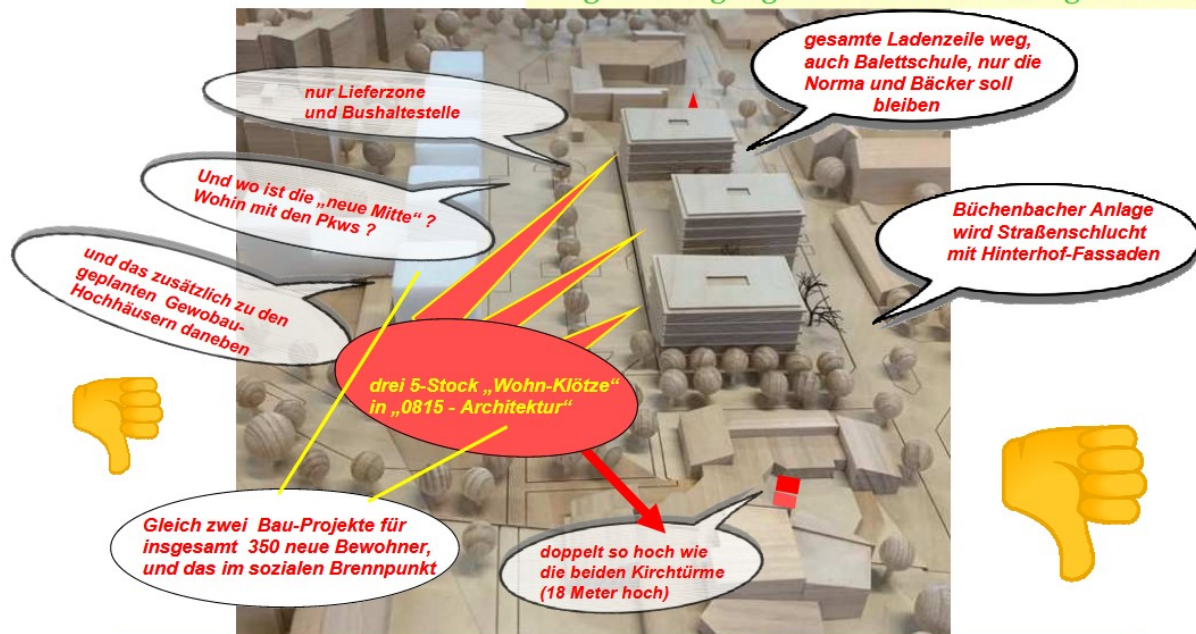 gesamte Ladenzeile weg,
auch Balettschule, nur die
Norma und Bäcker soll
bleiben
nur Lieferzone
und Bushaltestelle
Und wo ist die „neue Mitte“ ?
Wohin mit den Pkws ?
Büchenbacher Anlage
wird Straßenschlucht
mit Hinterhof-Fassaden
und das zusätzlich zu den
geplanten Gewobau-
Hochhäusern daneben
drei 5-Stock „Wohn-Klötze“
in „0815 - Architektur“
Gleich zwei Bau-Projekte für
insgesamt 350 neue Bewohner,
und das im sozialen Brennpunkt
doppelt so hoch wie
die beiden Kirchtürme
(18 Meter hoch)